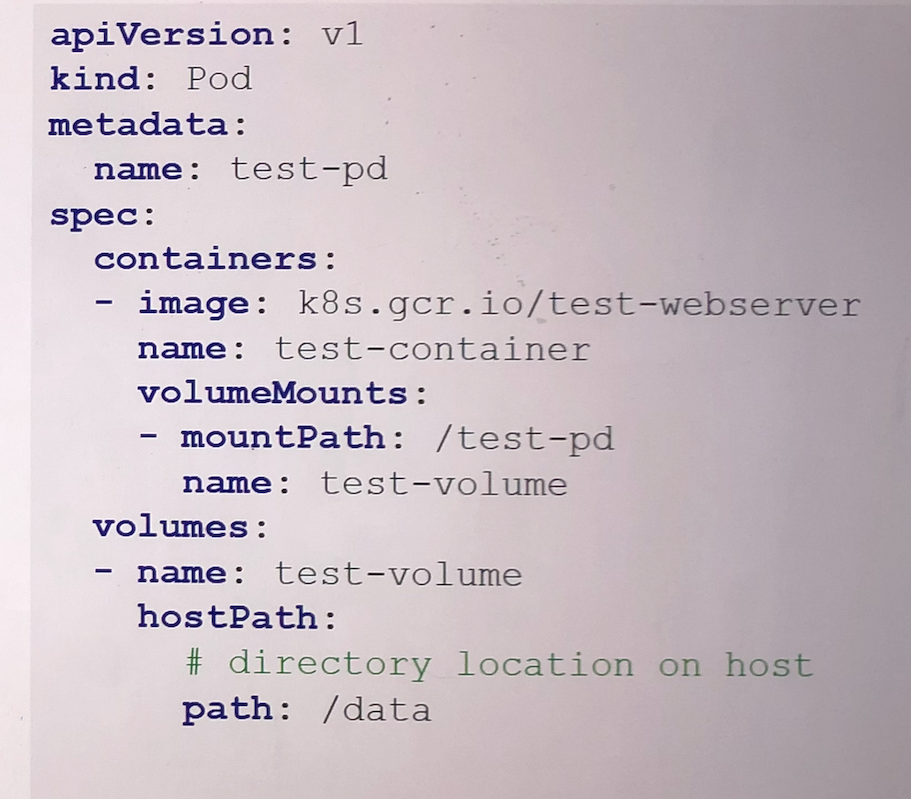 apiVersion: v1
kind: Pod
metadata:
  name: test-pd
spec:
  containers:
  - image: k8s.gcr.io/test-webserver
    name: test-container
    volumeMounts:
    - mountPath: /test-pd
      name: test-volume
  volumes:
  - name: test-volume
    hostPath:
      # directory location on host
      path: /data